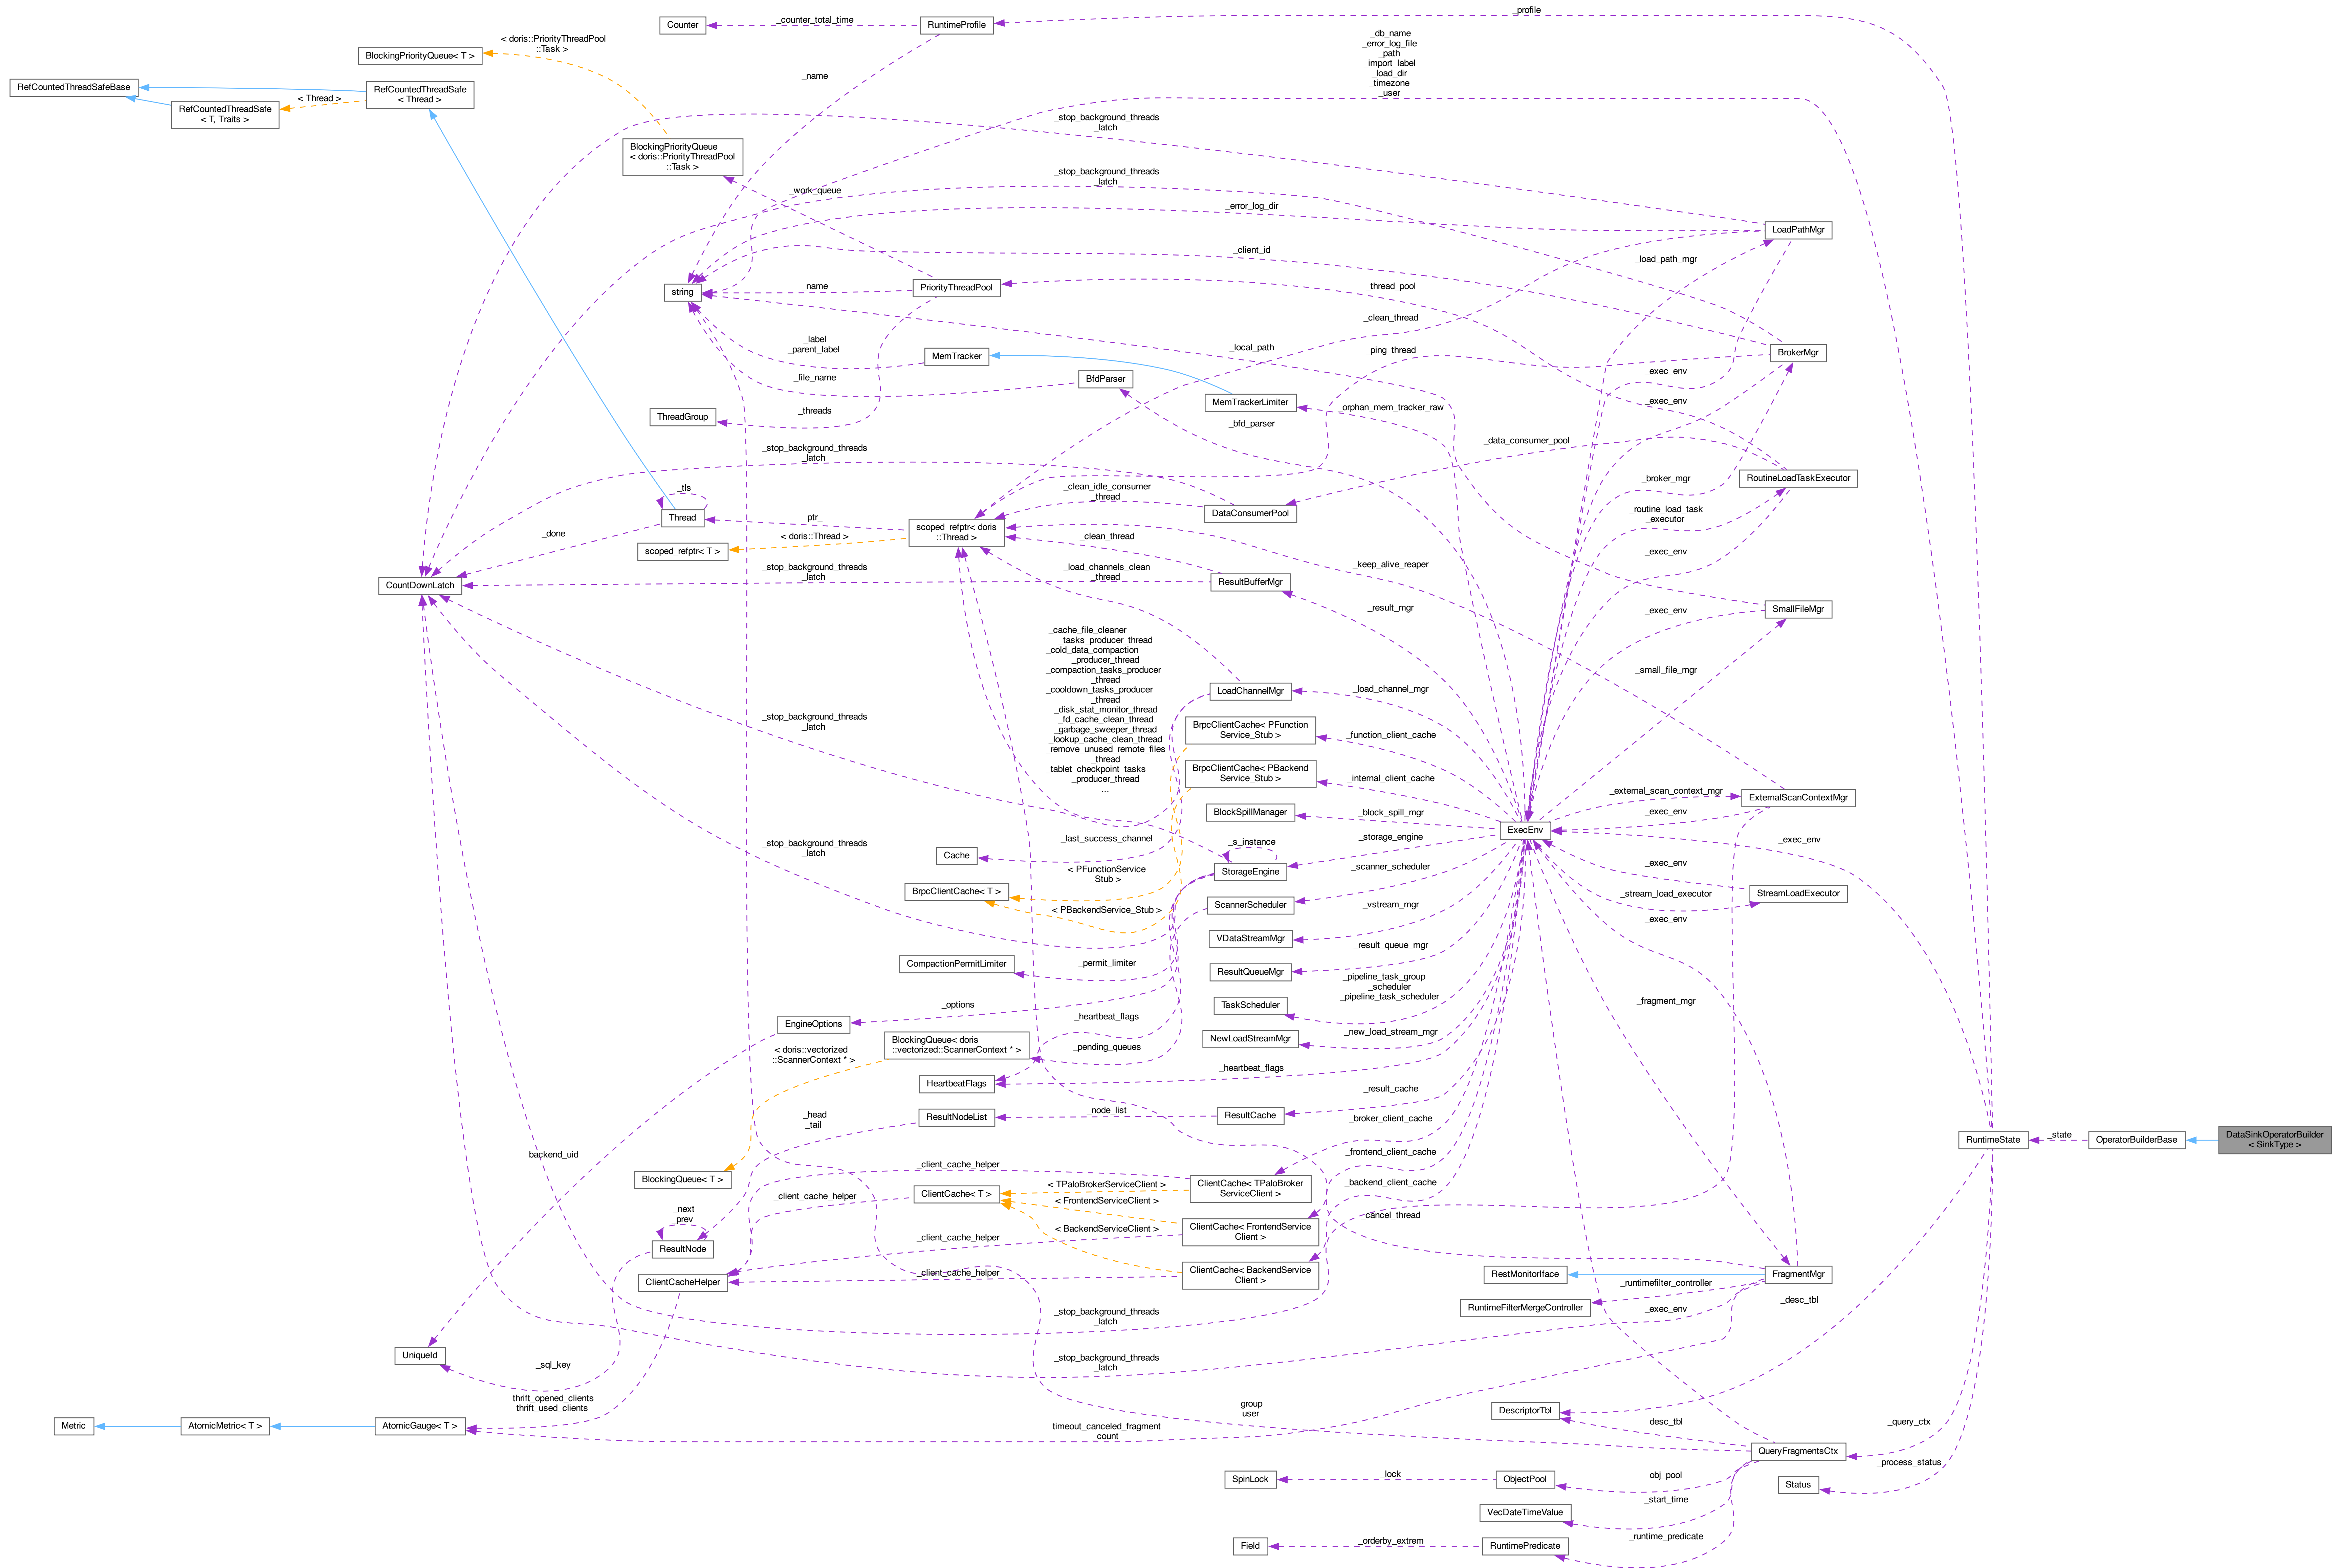 _profile
Counter
_counter_total_time
RuntimeProfile
_db_name
_error_log_file
_path
_import_label
_load_dir
_timezone
_user
< doris::PriorityThreadPool
::Task >
BlockingPriorityQueue< T >
_name
RefCountedThreadSafeBase
RefCountedThreadSafe
< Thread >
< Thread >
RefCountedThreadSafe
< T, Traits >
_stop_background_threads
_latch
BlockingPriorityQueue
< doris::PriorityThreadPool
::Task >
_stop_background_threads
_latch
_work_queue
_error_log_dir
LoadPathMgr
_client_id
_load_path_mgr
string
_name
PriorityThreadPool
_thread_pool
_clean_thread
_label
_parent_label
MemTracker
_local_path
_ping_thread
BrokerMgr
_file_name
BfdParser
_exec_env
ThreadGroup
_threads
MemTrackerLimiter
_orphan_mem_tracker_raw
_exec_env
_bfd_parser
_data_consumer_pool
_stop_background_threads
_latch
_broker_mgr
RoutineLoadTaskExecutor
_tls
_clean_idle_consumer
_thread
Thread
ptr_
DataConsumerPool
_routine_load_task
_executor
_done
scoped_refptr< doris
::Thread >
< doris::Thread >
_clean_thread
scoped_refptr< T >
_exec_env
_keep_alive_reaper
CountDownLatch
_stop_background_threads
_latch
_load_channels_clean
_thread
ResultBufferMgr
_result_mgr
_exec_env
SmallFileMgr
_cache_file_cleaner
_tasks_producer_thread
_cold_data_compaction
_producer_thread
_compaction_tasks_producer
_thread
_cooldown_tasks_producer
_thread
_disk_stat_monitor_thread
_fd_cache_clean_thread
_garbage_sweeper_thread
_lookup_cache_clean_thread
_remove_unused_remote_files
_thread
_tablet_checkpoint_tasks
_producer_thread
...
_small_file_mgr
LoadChannelMgr
_load_channel_mgr
_stop_background_threads
_latch
BrpcClientCache< PFunction
Service_Stub >
_function_client_cache
BrpcClientCache< PBackend
Service_Stub >
_internal_client_cache
_external_scan_context_mgr
ExternalScanContextMgr
BlockSpillManager
_block_spill_mgr
_exec_env
ExecEnv
_last_success_channel
_storage_engine
_exec_env
_stop_background_threads
_latch
Cache
_s_instance
StorageEngine
_scanner_scheduler
_exec_env
< PFunctionService
_Stub >
BrpcClientCache< T >
< PBackendService_Stub >
ScannerScheduler
_vstream_mgr
_stream_load_executor
StreamLoadExecutor
_exec_env
VDataStreamMgr
_result_queue_mgr
CompactionPermitLimiter
_permit_limiter
ResultQueueMgr
_pipeline_task_group
_scheduler
_pipeline_task_scheduler
_options
TaskScheduler
_fragment_mgr
EngineOptions
_heartbeat_flags
_new_load_stream_mgr
< doris::vectorized
::ScannerContext * >
BlockingQueue< doris
::vectorized::ScannerContext * >
_pending_queues
NewLoadStreamMgr
HeartbeatFlags
_heartbeat_flags
_result_cache
_head
_tail
ResultNodeList
_node_list
ResultCache
_broker_client_cache
DataSinkOperatorBuilder
< SinkType >
RuntimeState
_state
OperatorBuilderBase
backend_uid
_frontend_client_cache
_client_cache_helper
BlockingQueue< T >
< TPaloBrokerServiceClient >
ClientCache< TPaloBroker
ServiceClient >
_backend_client_cache
_client_cache_helper
ClientCache< T >
< FrontendServiceClient >
_next
_prev
_cancel_thread
ResultNode
_client_cache_helper
< BackendServiceClient >
ClientCache< FrontendService
Client >
ClientCacheHelper
_client_cache_helper
ClientCache< BackendService
Client >
RestMonitorIface
FragmentMgr
_runtimefilter_controller
_desc_tbl
RuntimeFilterMergeController
_exec_env
_stop_background_threads
_latch
UniqueId
_sql_key
_stop_background_threads
_latch
thrift_opened_clients
thrift_used_clients
group
user
DescriptorTbl
desc_tbl
_query_ctx
Metric
AtomicMetric< T >
AtomicGauge< T >
timeout_canceled_fragment
_count
QueryFragmentsCtx
_process_status
SpinLock
_lock
ObjectPool
obj_pool
Status
_start_time
VecDateTimeValue
_runtime_predicate
Field
_orderby_extrem
RuntimePredicate